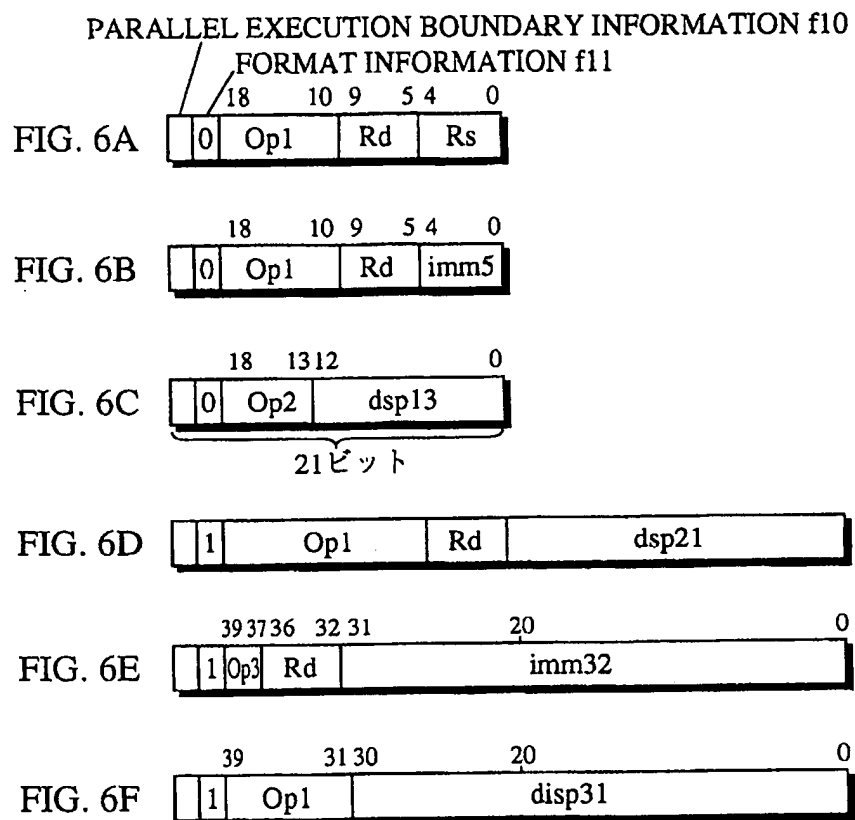 PARALLEL EXECUTION BOUNDARY INFORMATION f10
FORMAT INFORMATION f11
18 10 9 5 4 0
FIG. 6A 0 Op1 Rd Rs
18 10 9 5 4 0
FIG. 6B 0 Op1 Rd imm5
18 13 12 0
FIG. 6C 0 Op2 dsp13
21ビット
FIG. 6D 1 Op1 Rd dsp21
39 37 36 32 31 20 0
FIG. 6E 1 Op3 Rd imm32
39 31 30 20 0
FIG. 6F 1 Op1 disp31